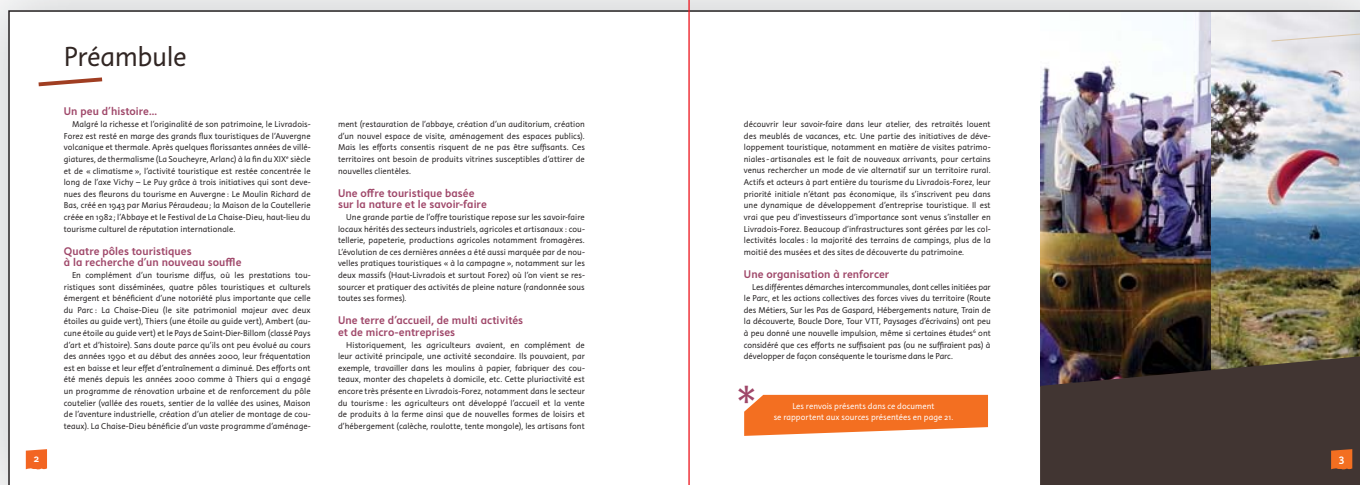 Préambule
Un peu d'histoire...
Malgré la richesse et l'originalité de son patrimoine, le Livradois-
Forez est resté en marge des grands flux touristiques de l'Auvergne
volcanique et thermale. Après quelques florissantes années de villé-
giatures, de thermalisme (La Soucheyre, Arlanc) à la fin du XIXe siècle
et de « climatisme », l'activité touristique est restée concentrée le
long de l'axe Vichy – Le Puy grâce à trois initiatives qui sont deve-
nues des fleurons du tourisme en Auvergne : Le Moulin Richard de
Bas, créé en 1943 par Marius Péraudeau; la Maison de la Coutellerie
créée en 1982; l'Abbaye et le Festival de La Chaise-Dieu, haut-lieu du
tourisme culturel de réputation internationale.
Quatre pôles touristiques
à la recherche d'un nouveau souffle
En complément d'un tourisme diffus, où les prestations tou-
ristiques sont disséminées, quatre pôles touristiques et culturels
émergent et bénéficient d'une notoriété plus importante que celle
du Parc : La Chaise-Dieu (le site patrimonial majeur avec deux
étoiles au guide vert), Thiers (une étoile au guide vert), Ambert (au-
cune étoile au guide vert) et le Pays de Saint-Dier-Billom (classé Pays
d'art et d'histoire). Sans doute parce qu'ils ont peu évolué au cours
des années 1990 et au début des années 2000, leur fréquentation
est en baisse et leur effet d'entraînement a diminué. Des efforts ont
été menés depuis les années 2000 comme à Thiers qui a engagé
un programme de rénovation urbaine et de renforcement du pôle
coutelier (vallée des rouets, sentier de la vallée des usines, Maison
de l'aventure industrielle, création d'un atelier de montage de cou-
teaux). La Chaise-Dieu bénéficie d'un vaste programme d'aménage-
2
ment (restauration de l'abbaye, création d'un auditorium, création
d'un nouvel espace de visite, aménagement des espaces publics).
Mais les efforts consentis risquent de ne pas être suffisants. Ces
territoires ont besoin de produits vitrines susceptibles d'attirer de
nouvelles clientèles.
Une offre touristique basée
sur la nature et le savoir-faire
Une grande partie de l'offre touristique repose sur les savoir-faire
locaux hérités des secteurs industriels, agricoles et artisanaux : cou-
tellerie, papeterie, productions agricoles notamment fromagères.
L'évolution de ces dernières années a été aussi marquée par de nou-
velles pratiques touristiques « à la campagne », notamment sur les
deux massifs (Haut-Livradois et surtout Forez) où l'on vient se res-
sourcer et pratiquer des activités de pleine nature (randonnée sous
toutes ses formes).
Une terre d'accueil, de multi activités
et de micro-entreprises
Historiquement, les agriculteurs avaient, en complément de
leur activité principale, une activité secondaire. Ils pouvaient, par
exemple, travailler dans les moulins à papier, fabriquer des cou-
teaux, monter des chapelets à domicile, etc. Cette pluriactivité est
encore très présente en Livradois-Forez, notamment dans le secteur
du tourisme : les agriculteurs ont développé l'accueil et la vente
de produits à la ferme ainsi que de nouvelles formes de loisirs et
d'hébergement (calèche, roulotte, tente mongole), les artisans font
découvrir leur savoir-faire dans leur atelier, des retraités louent
des meublés de vacances, etc. Une partie des initiatives de déve-
loppement touristique, notamment en matière de visites patrimo-
niales-artisanales est le fait de nouveaux arrivants, pour certains
venus rechercher un mode de vie alternatif sur un territoire rural.
Actifs et acteurs à part entière du tourisme du Livradois-Forez, leur
priorité initiale n'étant pas économique, ils s'inscrivent peu dans
une dynamique de développement d'entreprise touristique. Il est
vrai que peu d'investisseurs d'importance sont venus s'installer en
Livradois-Forez. Beaucoup d'infrastructures sont gérées par les col-
lectivités locales : la majorité des terrains de campings, plus de la
moitié des musées et des sites de découverte du patrimoine.
Une organisation à renforcer
Les différentes démarches intercommunales, dont celles initiées par
le Parc, et les actions collectives des forces vives du territoire (Route
des Métiers, Sur les Pas de Gaspard, Hébergements nature, Train de
la découverte, Boucle Dore, Tour VTT, Paysages d'écrivains) ont peu
à peu donné une nouvelle impulsion, même si certaines études⁶ ont
considéré que ces efforts ne suffisaient pas (ou ne suffiraient pas) à
développer de façon conséquente le tourisme dans le Parc.
*
Les renvois présents dans ce document
se rapportent aux sources présentées en page 21.
3